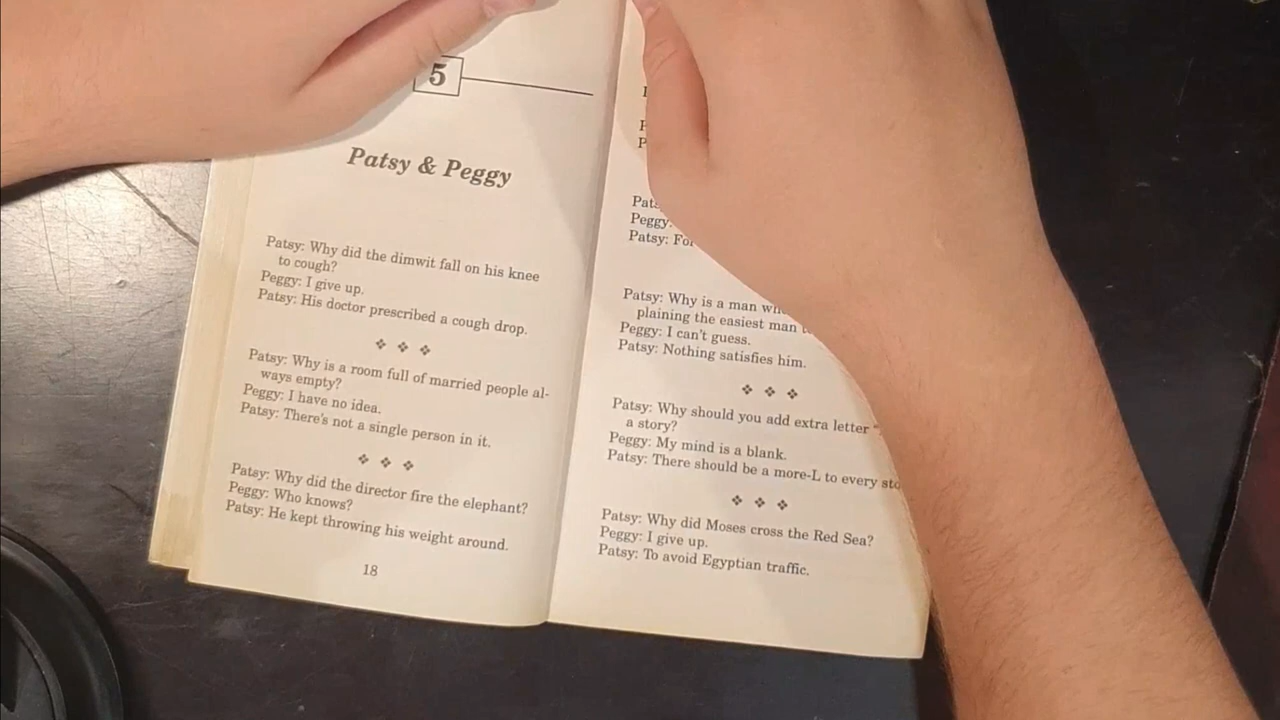 5
Patsy & Peggy
Patsy: Why did the dimwit fall on his knee
to cough?
Peggy: I give up.
Patsy: His doctor prescribed a cough drop.
Patsy: Why is a room full of married people al-
ways empty?
Peggy: I have no idea.
Patsy: There's not a single person in it.
Patsy: Why did the director fire the elephant?
Peggy: Who knows?
Patsy: He kept throwing his weight around.
18
Peggy:
Patsy:
Patsy: Why is a man
plaining the easiest man
Peggy: I can't guess.
Patsy: Nothing satisfies him.
Patsy: Why should you add extra letter
a story?
Peggy: My mind is a blank.
Patsy: There should be a more-L to every
Patsy: Why did Moses cross the Red Sea?
Peggy: I give up.
Patsy: To avoid Egyptian traffic.